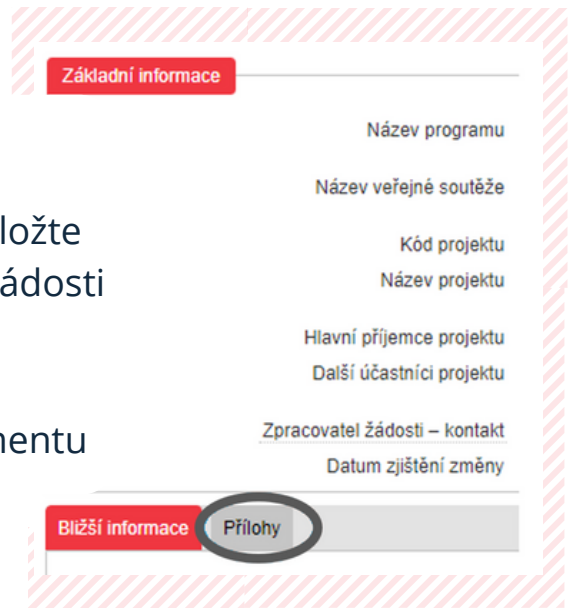 Základní informace
Název programu
Název veřejné soutěže
ložte
Kód projektu
ádosti
Název projektu
Hlavní příjemce projektu
Další účastníci projektu
mentu
Zpracovatel žádosti – kontakt
Datum zjištění změny
Bližší informace Přílohy